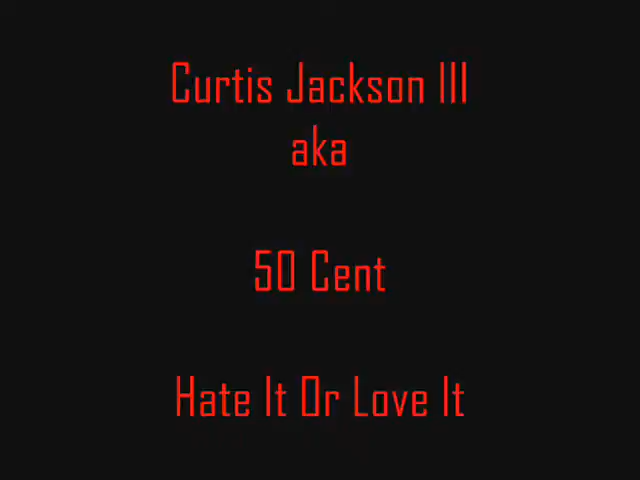 Curtis Jackson III
aka
50 Cent
Hate It Or Love It